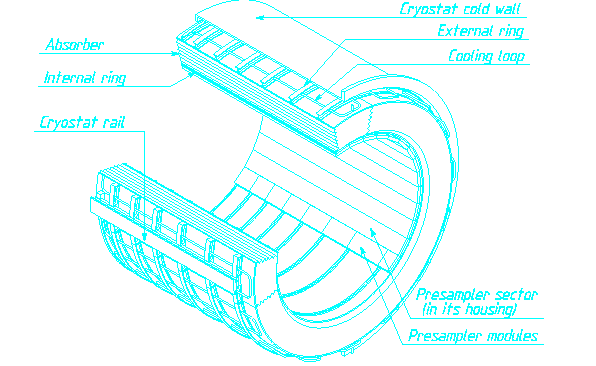 Cryostat cold wall
External ring
Absorber
Cooling loop
Internal ring
Cryostat rail
Presampler sector
(in its housing)
Presampler modules